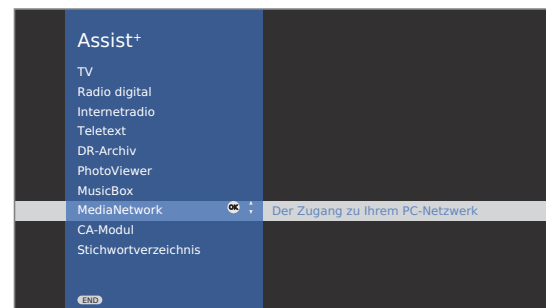 Assist+
TV
Radio digital
Internetradio
Teletext
DR-Archiv
PhotoViewer
MusicBox
MediaNetwork OK Der Zugang zu Ihrem PC-Netzwerk
CA-Modul
Stichwortverzeichnis
END